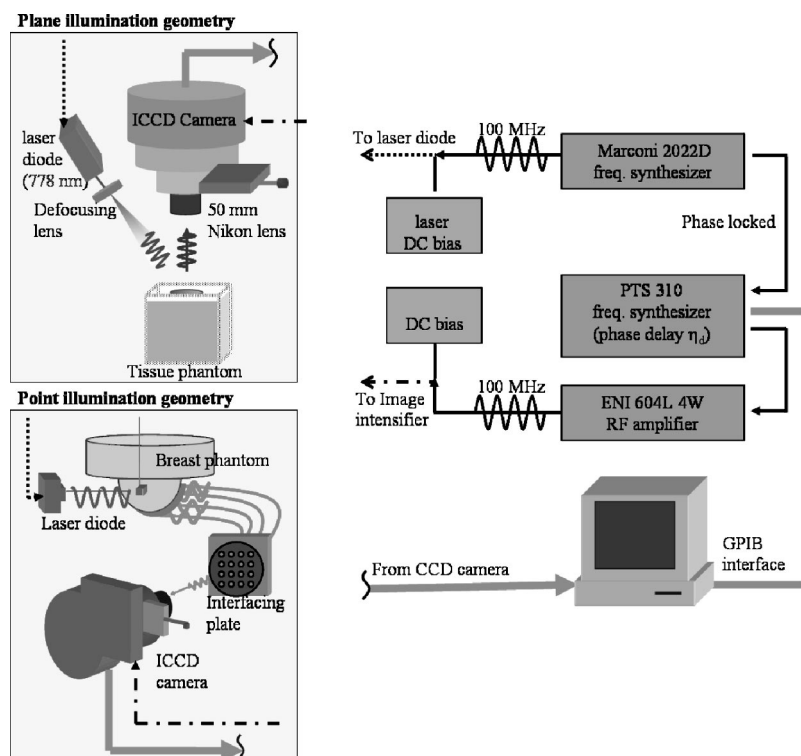 Plane illumination geometry
ICCD Camera
laser
diode
(778 nm)
Defocusing
lens
50 mm
Nikon lens
Tissue phantom
Point illumination geometry
Breast phantom
Laser diode
Interfacing
plate
ICCD
camera
To laser diode
100 MHz
Marconi 2022D
freq. synthesizer
laser
DC bias
Phase locked
PTS 310
freq. synthesizer
(phase delay η_d)
DC bias
To Image
intensifier
100 MHz
ENI 604L 4W
RF amplifier
From CCD camera
GPIB
interface